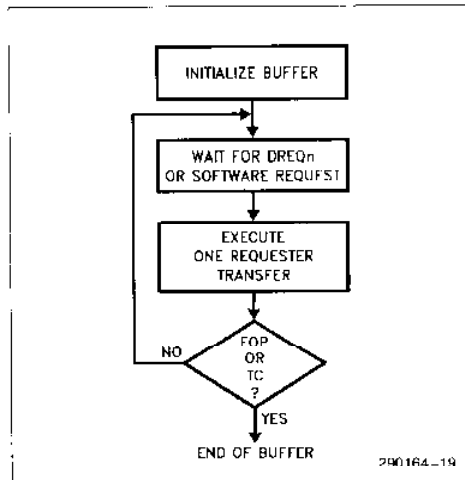 INITIALIZE BUFFER
WAIT FOR DREQn
OR SOFTWARE REQUEST
EXECUTE
ONE REQUESTER
TRANSFER
EOP
OR
TC
?
NO
YES
END OF BUFFER
290164-19